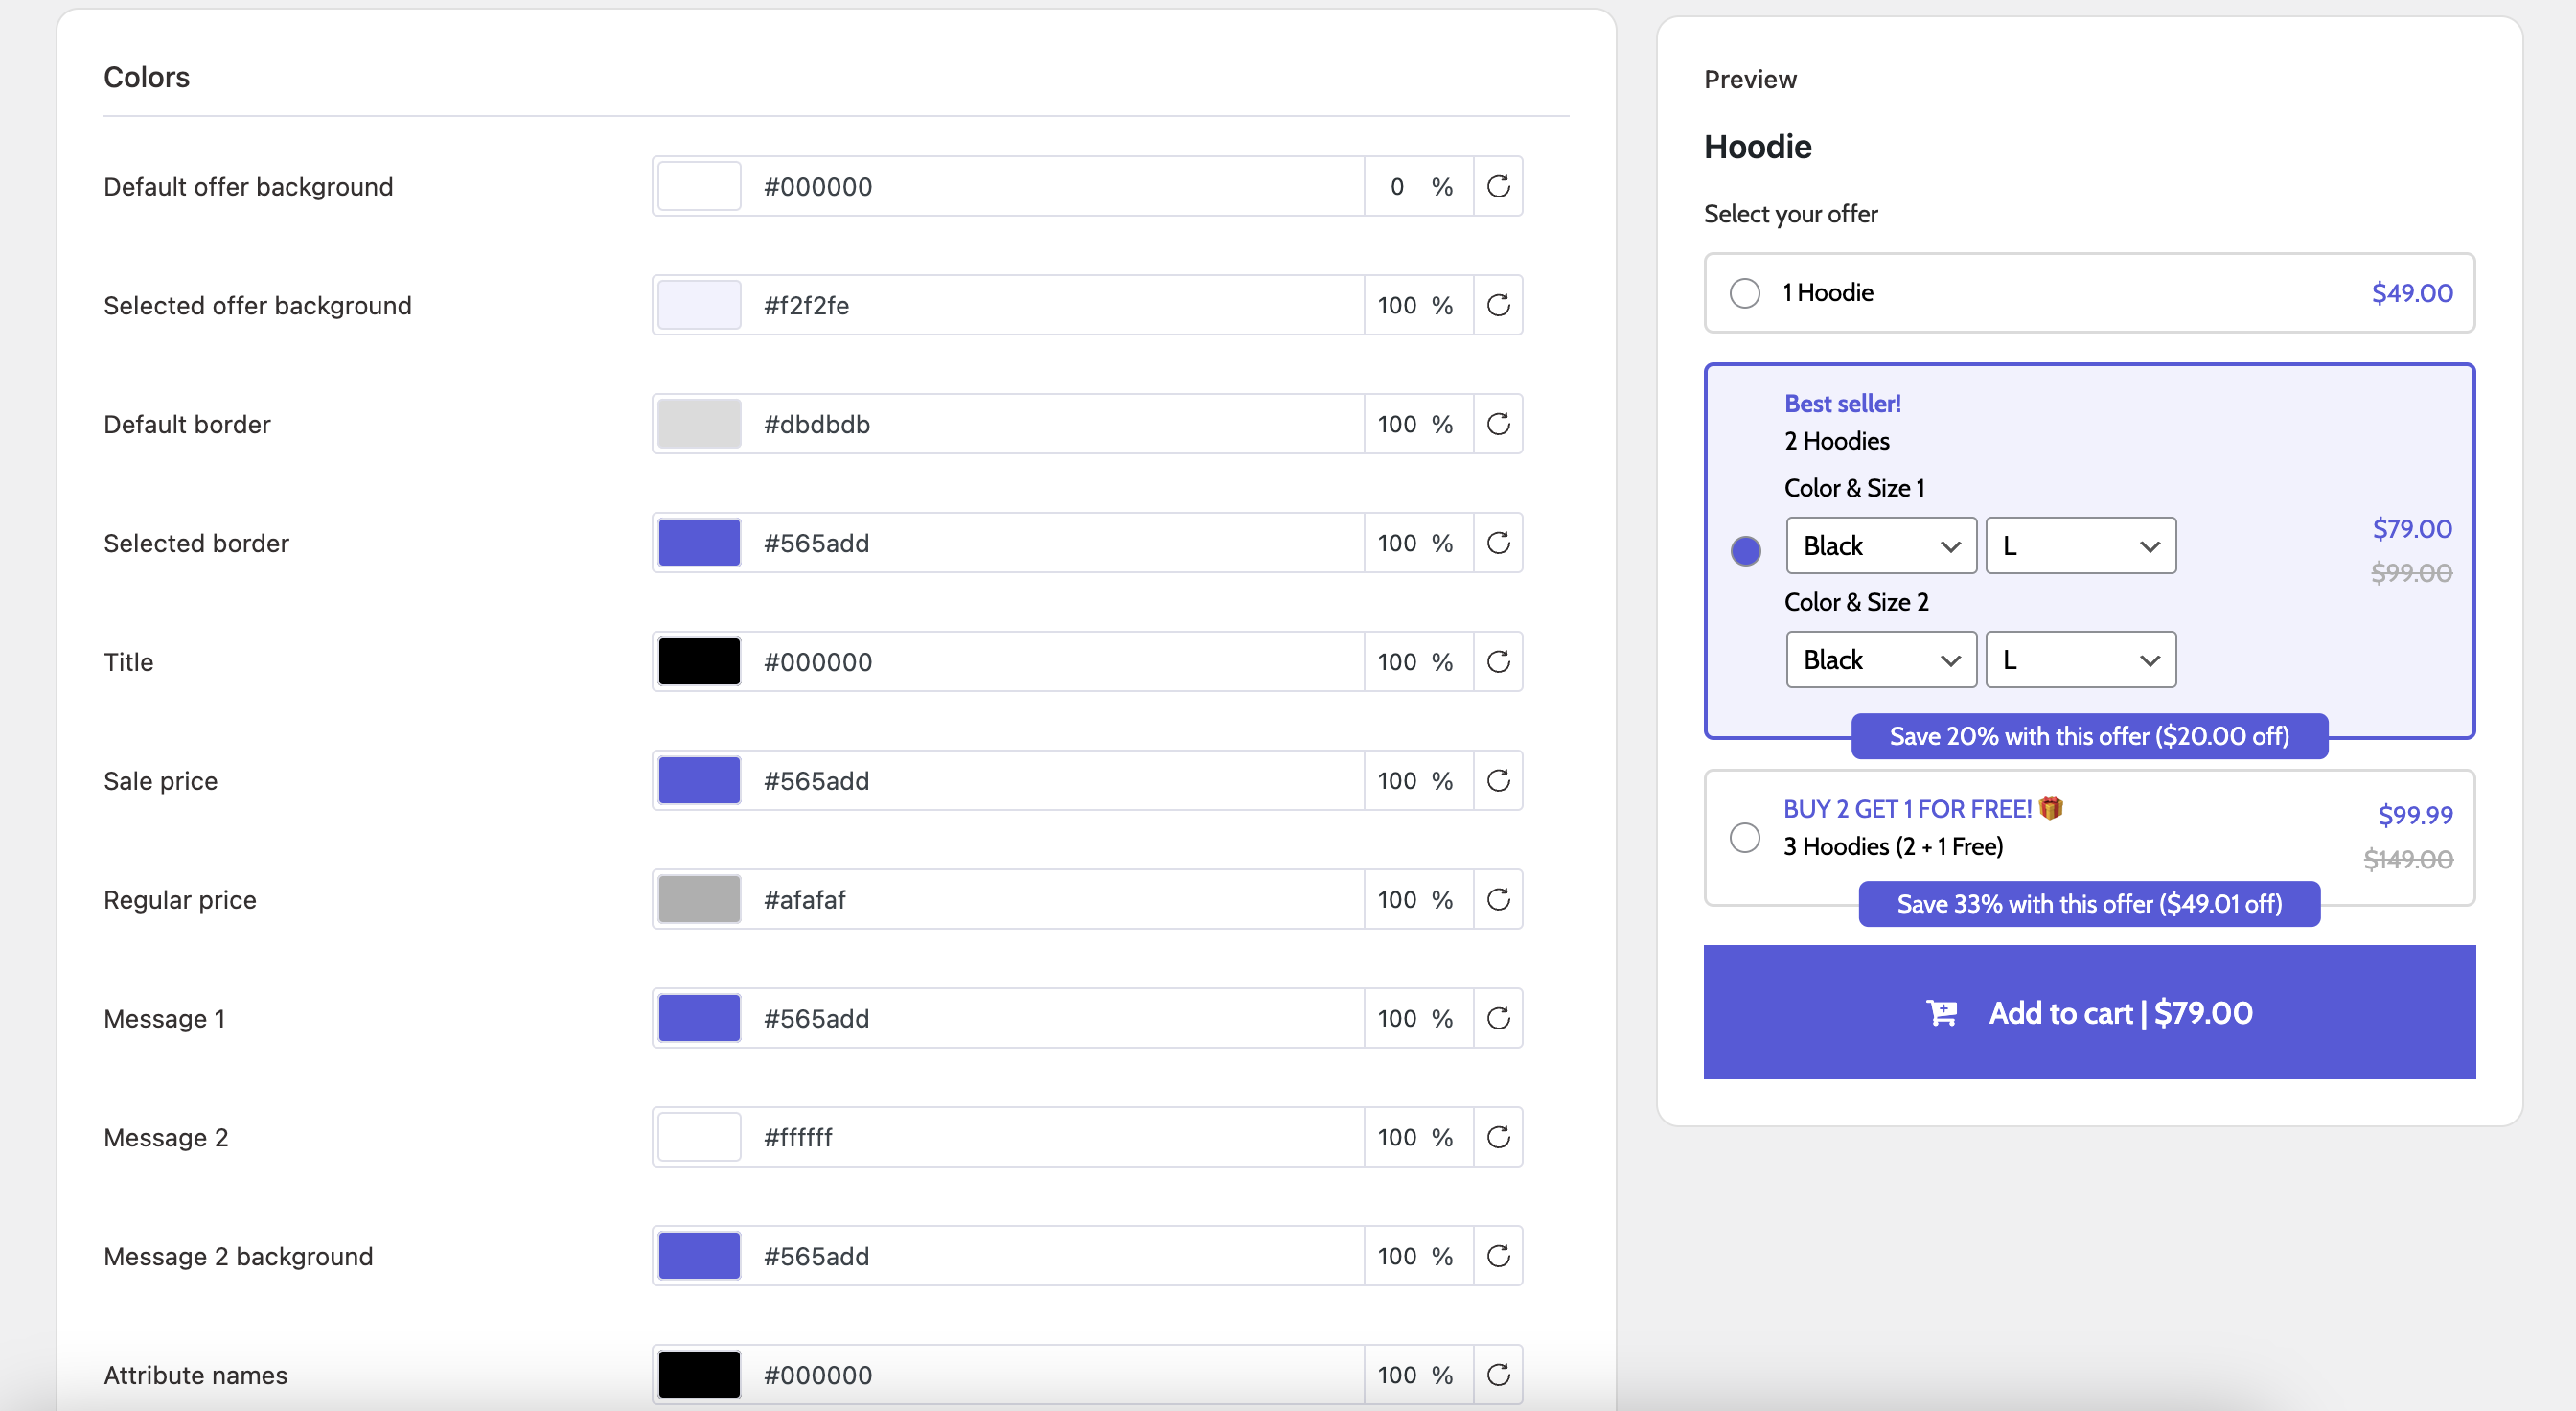 Colors
Default offer background #000000 0 %
Selected offer background #f2f2fe 100 %
Default border #dbdbdb 100 %
Selected border #565add 100 %
Title #000000 100 %
Sale price #565add 100 %
Regular price #afafaf 100 %
Message 1 #565add 100 %
Message 2 #ffffff 100 %
Message 2 background #565add 100 %
Attribute names #000000 100 %
Preview
Hoodie
Select your offer
1 Hoodie $49.00
Best seller!
2 Hoodies
Color & Size 1
Black L
$79.00
$99.00
Color & Size 2
Black L
Save 20% with this offer ($20.00 off)
BUY 2 GET 1 FOR FREE! 🎁 $99.99
3 Hoodies (2 + 1 Free) $149.00
Save 33% with this offer ($49.01 off)
Add to cart | $79.00